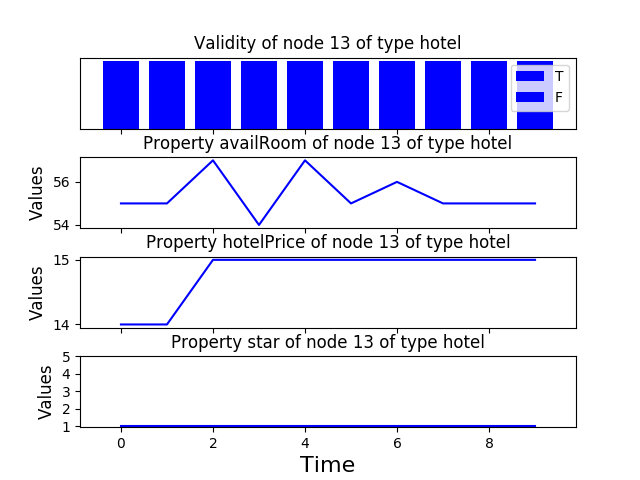 Validity of node 13 of type hotel
T
F
Property availRoom of node 13 of type hotel
Values
56
54
Property hotelPrice of node 13 of type hotel
Values
15
14
Property star of node 13 of type hotel
Values
5
4
3
2
1
0 2 4 6 8
Time